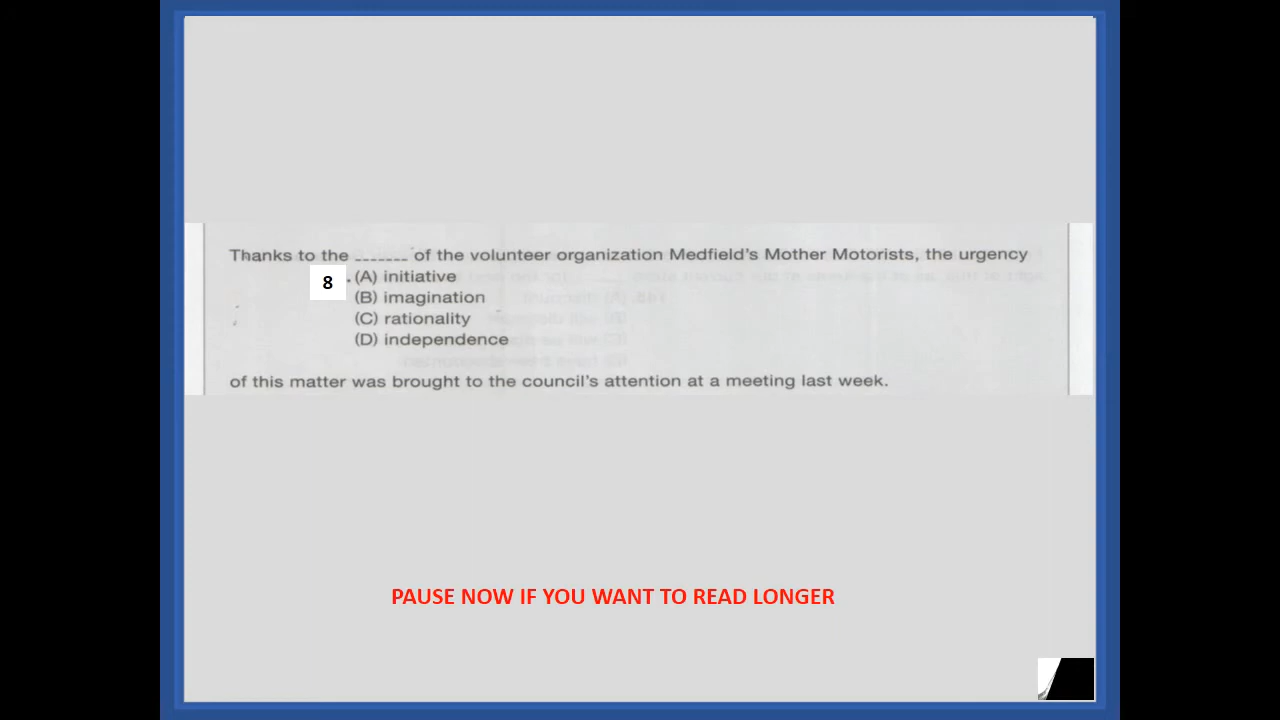 Thanks to the _______ of the volunteer organization Medfield's Mother Motorists, the urgency
8 . (A) initiative
(B) imagination
(C) rationality
(D) independence
of this matter was brought to the council's attention at a meeting last week.
PAUSE NOW IF YOU WANT TO READ LONGER